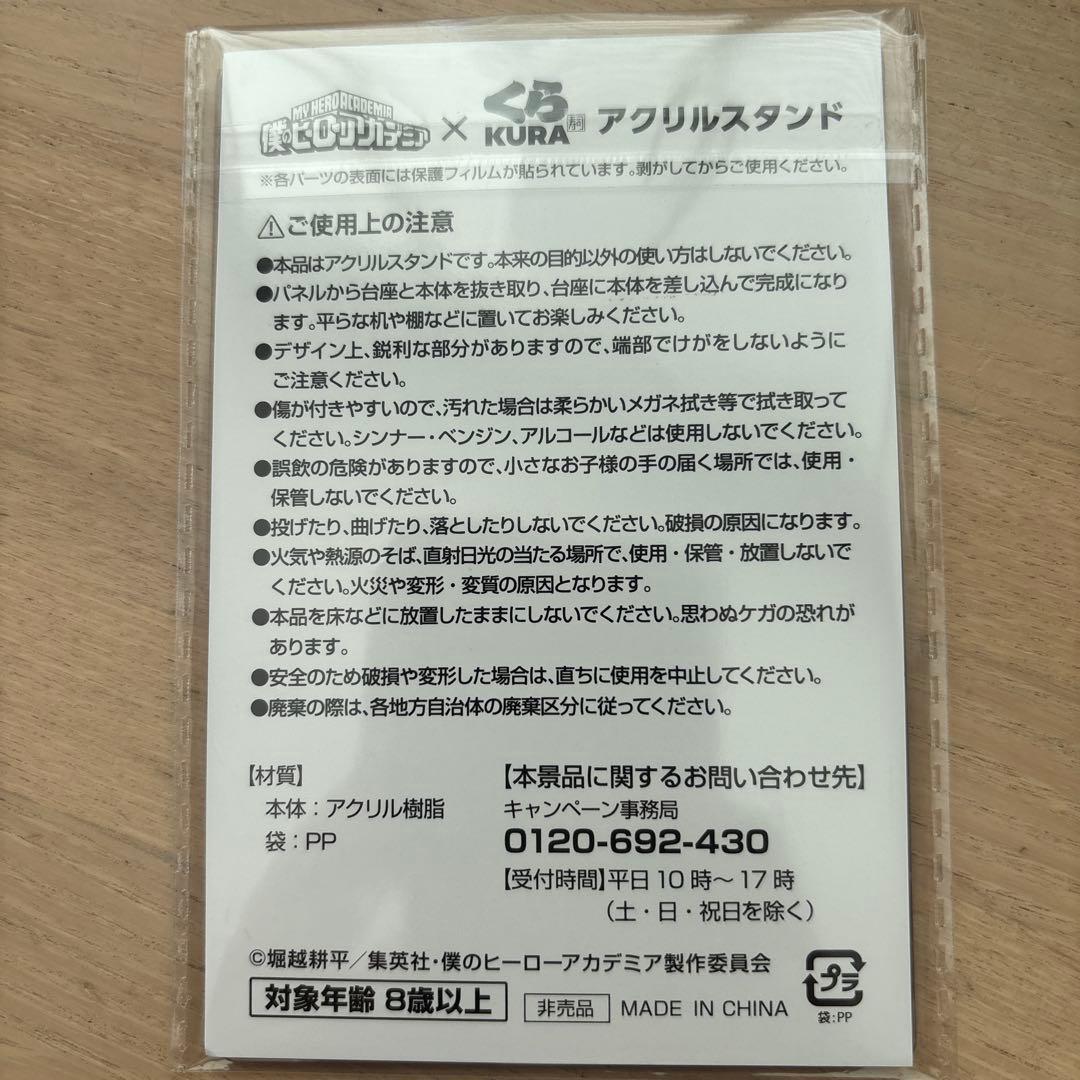 MY HERO ACADEMIA
僕のヒーローアカデミア × くら KURA 寿司 アクリルスタンド
※各パーツの表面には保護フィルムが貼られています。剥がしてからご使用ください。
⚠ご使用上の注意
●本品はアクリルスタンドです。本来の目的以外の使い方はしないでください。
●パネルから台座と本体を抜き取り、台座に本体を差し込んで完成になり
ます。平らな机や棚などに置いてお楽しみください。
●デザイン上、鋭利な部分がありますので、端部でけがをしないように
ご注意ください。
●傷が付きやすいので、汚れた場合は柔らかいメガネ拭き等で拭き取って
ください。シンナー・ベンジン、アルコールなどは使用しないでください。
●誤飲の危険がありますので、小さなお子様の手の届く場所では、使用・
保管しないでください。
●投げたり、曲げたり、落としたりしないでください。破損の原因になります。
●火気や熱源のそば、直射日光の当たる場所で、使用・保管・放置しないで
ください。火災や変形・変質の原因となります。
●本品を床などに放置したままにしないでください。思わぬケガの恐れが
あります。
●安全のため破損や変形した場合は、直ちに使用を中止してください。
●廃棄の際は、各地方自治体の廃棄区分に従ってください。
【材質】
本体：アクリル樹脂
袋：PP
【本景品に関するお問い合わせ先】
キャンペーン事務局
0120-692-430
【受付時間】平日10時〜17時
（土・日・祝日を除く）
©堀越耕平／集英社・僕のヒーローアカデミア製作委員会
対象年齢 8歳以上
非売品 MADE IN CHINA
プラ
袋:PP